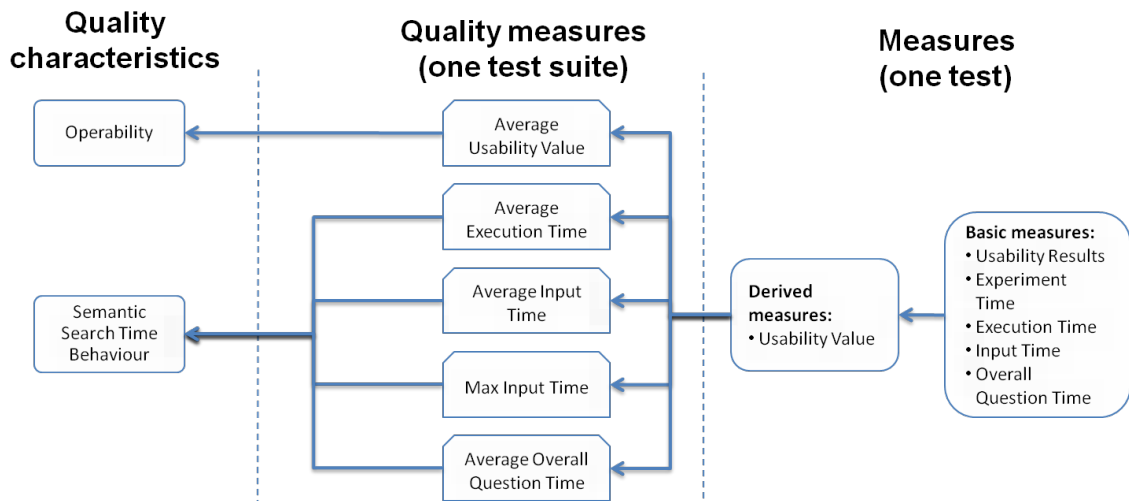 Quality
characteristics
Quality measures
(one test suite)
Measures
(one test)
Operability
Semantic
Search Time
Behaviour
Average
Usability Value
Average
Execution Time
Average Input
Time
Max Input Time
Average Overall
Question Time
Derived
measures:
• Usability Value
Basic measures:
• Usability Results
• Experiment
Time
• Execution Time
• Input Time
• Overall
Question Time